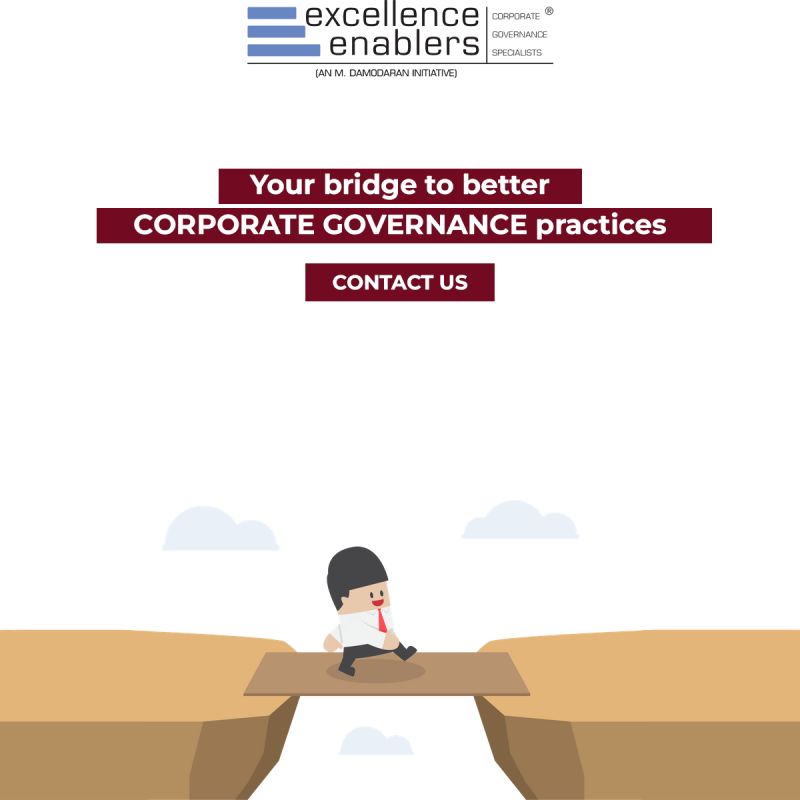 excellence
enablers
CORPORATE ®
GOVERNANCE
SPECIALISTS
(AN M. DAMODARAN INITIATIVE)
Your bridge to better
CORPORATE GOVERNANCE practices
CONTACT US